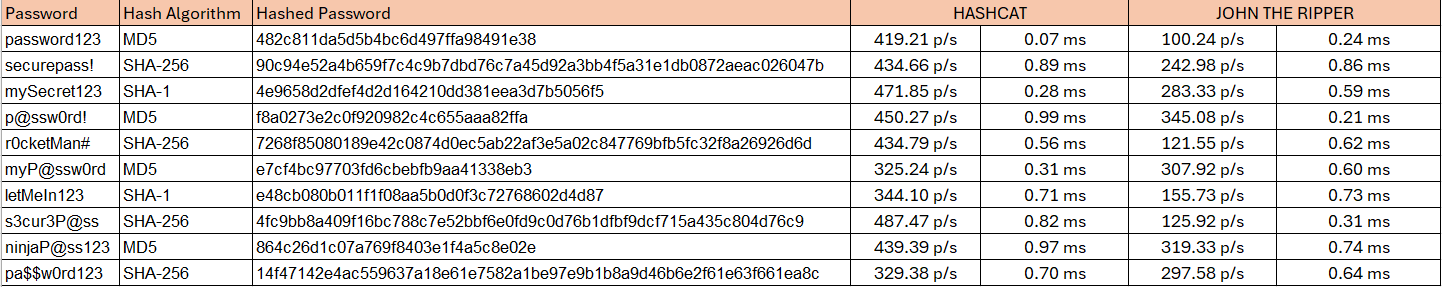 Password Hash Algorithm Hashed Password HASHCAT JOHN THE RIPPER
password123 MD5 482c811da5d5b4bc6d497ffa98491e38 419.21 p/s 0.07 ms 100.24 p/s 0.24 ms
securepass! SHA-256 90c94e52a4b659f7c4c9b7dbd76c7a45d92a3bb4f5a31e1db0872aeac026047b 434.66 p/s 0.89 ms 242.98 p/s 0.86 ms
mySecret123 SHA-1 4e9658d2dfef4d2d164210dd381eea3d7b5056f5 471.85 p/s 0.28 ms 283.33 p/s 0.59 ms
p@ssw0rd! MD5 f8a0273e2c0f920982c4c655aaa82ffa 450.27 p/s 0.99 ms 345.08 p/s 0.21 ms
r0cketMan# SHA-256 7268f85080189e42c0874d0ec5ab22af3e5a02c847769bfb5fc32f8a26926d6d 434.79 p/s 0.56 ms 121.55 p/s 0.62 ms
myP@ssw0rd MD5 e7cf4bc97703fd6cbebfb9aa41338eb3 325.24 p/s 0.31 ms 307.92 p/s 0.60 ms
letMeIn123 SHA-1 e48cb080b011f1f08aa5b0d0f3c72768602d4d87 344.10 p/s 0.71 ms 155.73 p/s 0.73 ms
s3cur3P@ss SHA-256 4fc9bb8a409f16bc788c7e52bbf6e0fd9c0d76b1dfbf9dcf715a435c804d76c9 487.47 p/s 0.82 ms 125.92 p/s 0.31 ms
ninjaP@ss123 MD5 864c26d1c07a769f8403e1f4a5c8e02e 439.39 p/s 0.97 ms 319.33 p/s 0.74 ms
pa$$w0rd123 SHA-256 14f47142e4ac559637a18e61e7582a1be97e9b1b8a9d46b6e2f61e63f661ea8c 329.38 p/s 0.70 ms 297.58 p/s 0.64 ms